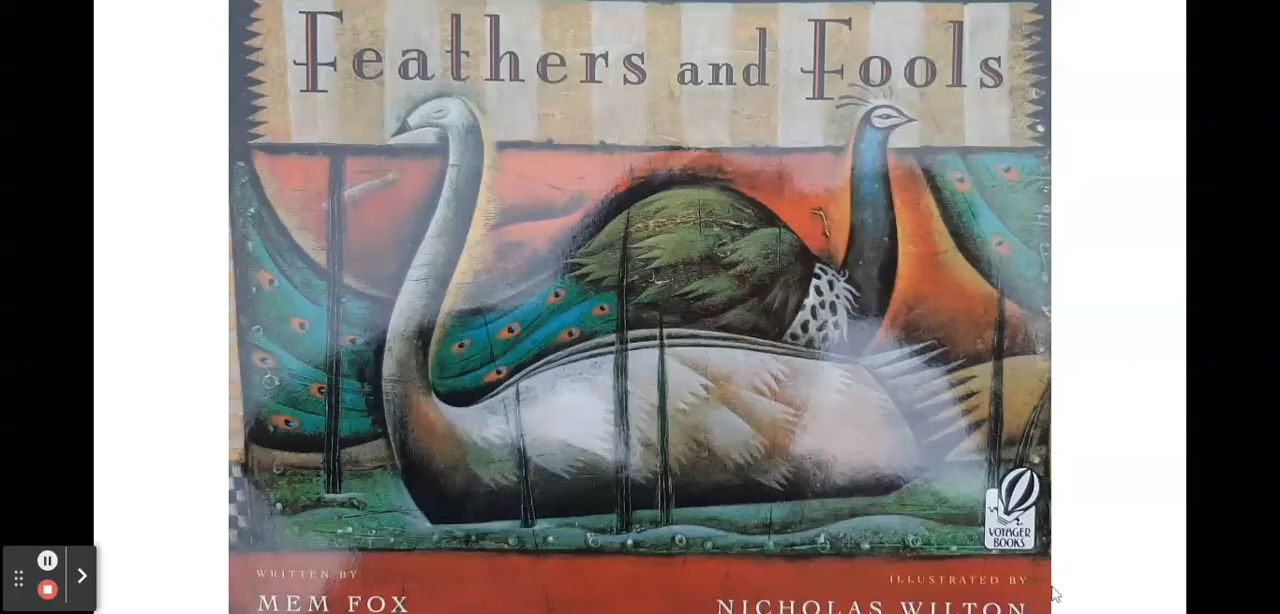 Feathers and Fools
VOYAGER
BOOKS
WRITTEN BY
MEM FOX
ILLUSTRATED BY
NICHOLAS WILTON